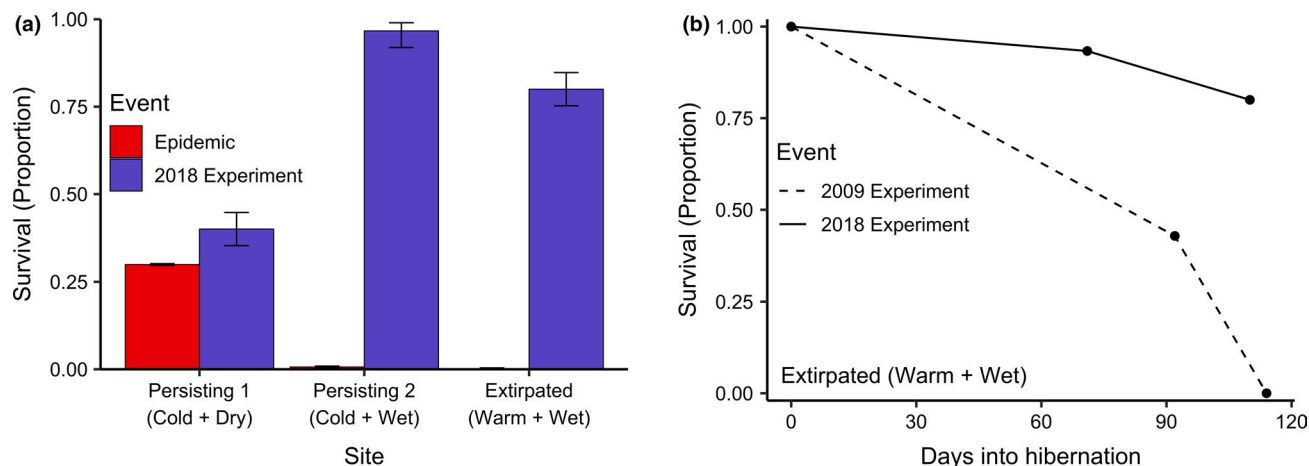 (a)
Survival (Proportion)
1.00
0.75
0.50
0.25
0.00
Event
Epidemic
2018 Experiment
Persisting 1
(Cold + Dry)
Persisting 2
(Cold + Wet)
Extirpated
(Warm + Wet)
Site
(b)
Survival (Proportion)
1.00
0.75
0.50
0.25
0.00
Event
2009 Experiment
2018 Experiment
Extirpated (Warm + Wet)
0
30
60
90
120
Days into hibernation